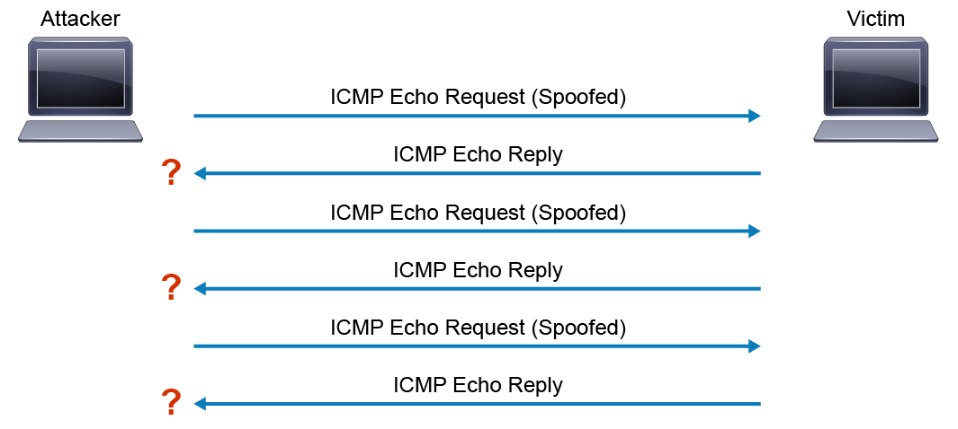 Attacker
Victim
ICMP Echo Request (Spoofed)
ICMP Echo Reply
?
ICMP Echo Request (Spoofed)
ICMP Echo Reply
?
ICMP Echo Request (Spoofed)
ICMP Echo Reply
?